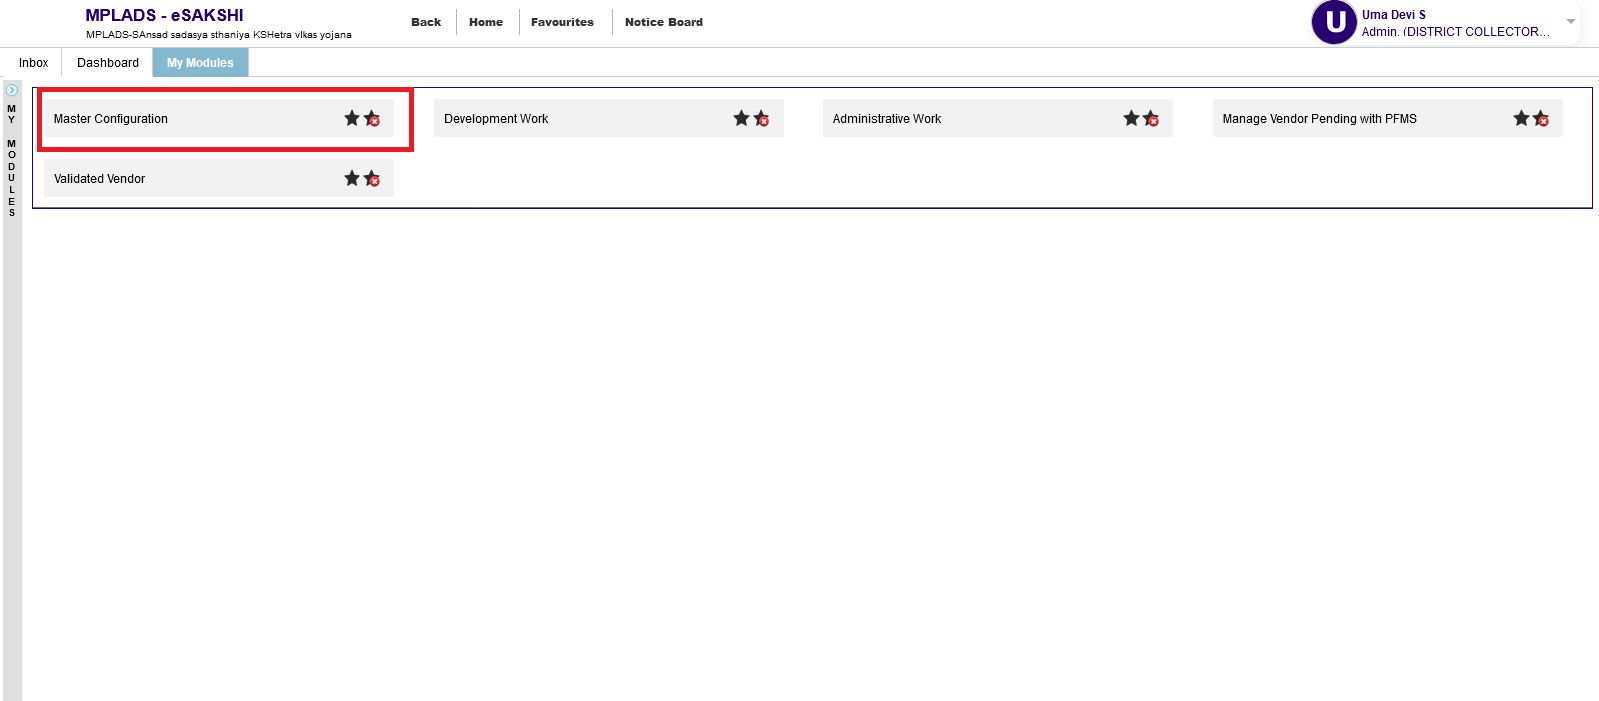 MPLADS - eSAKSHI
MPLADS-SAnsad sadasya sthaniya KSHetra vIkas yojana
Back
Home
Favourites
Notice Board
U
Uma Devi S
Admin. (DISTRICT COLLECTOR...
Inbox
Dashboard
My Modules
MY MODULES
Master Configuration
Development Work
Administrative Work
Manage Vendor Pending with PFMS
Validated Vendor